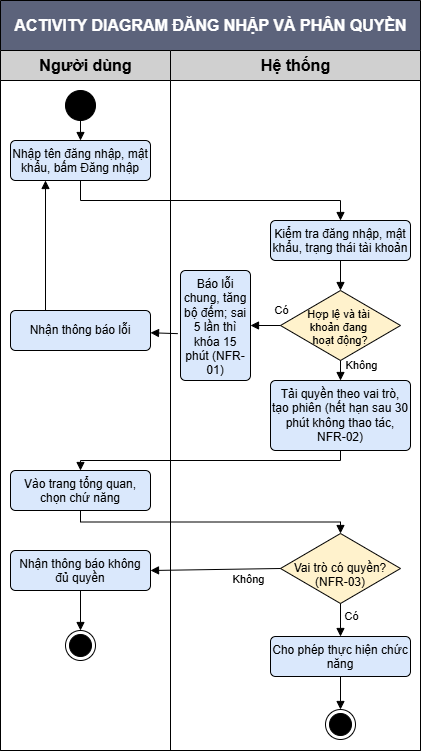 ACTIVITY DIAGRAM ĐĂNG NHẬP VÀ PHÂN QUYỀN
Người dùng
Hệ thống
Nhập tên đăng nhập, mật
khẩu, bấm Đăng nhập
Kiểm tra đăng nhập, mật
khẩu, trạng thái tài khoản
Báo lỗi
chung, tăng
bộ đếm; sai
5 lần thì
khóa 15
phút (NFR-
01)
Có
Hợp lệ và tài
khoản đang
hoạt động?
Nhận thông báo lỗi
Không
Tải quyền theo vai trò,
tạo phiên (hết hạn sau 30
phút không thao tác,
NFR-02)
Vào trang tổng quan,
chọn chức năng
Nhận thông báo không
đủ quyền
Không
Vai trò có quyền?
(NFR-03)
Có
Cho phép thực hiện chức
năng